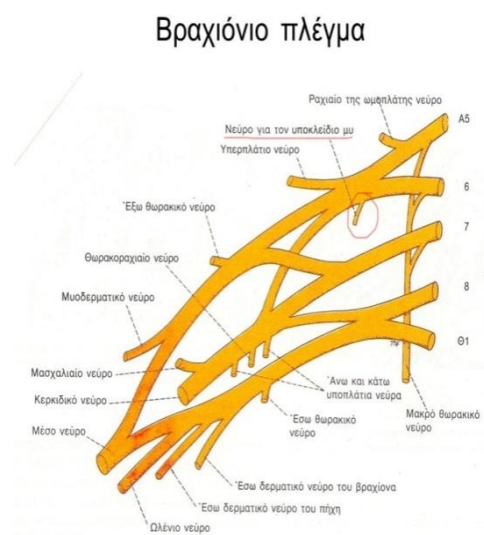 Βραχιόνιο πλέγμα
Ραχιαίο της ωμοπλάτης νεύρο
Α5
Νεύρο για τον υποκλείδιο μυ
Υπερπλάτιο νεύρο
6
Έξω θωρακικό νεύρο
7
Θωρακοραχιαίο νεύρο
8
Μυοδερματικό νεύρο
Θ1
Μασχαλιαίο νεύρο
Άνω και κάτω
υποπλάτια νεύρα
Κερκιδικό νεύρο
Έσω θωρακικό
νεύρο
Μακρό θωρακικό
νεύρο
Μέσο νεύρο
Έσω δερματικό νεύρο του βραχίονα
Έσω δερματικό νεύρο του πήχη
Ωλένιο νεύρο